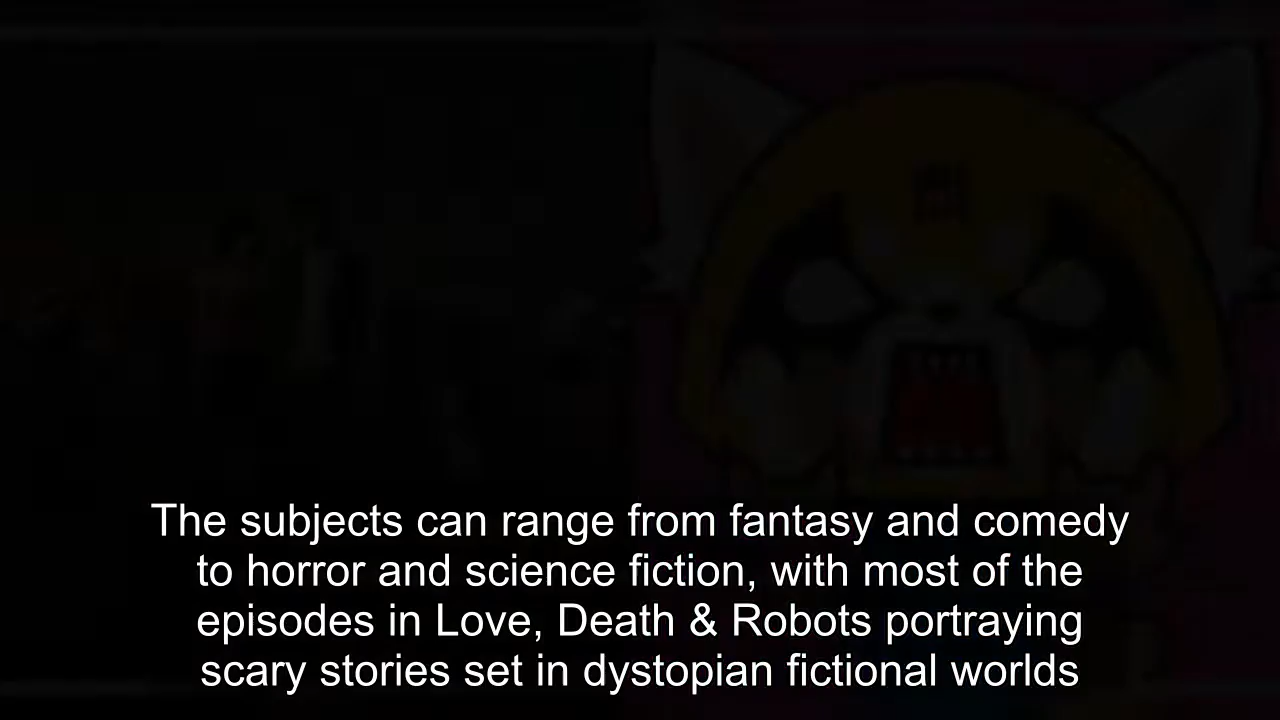 The subjects can range from fantasy and comedy
to horror and science fiction, with most of the
episodes in Love, Death & Robots portraying
scary stories set in dystopian fictional worlds